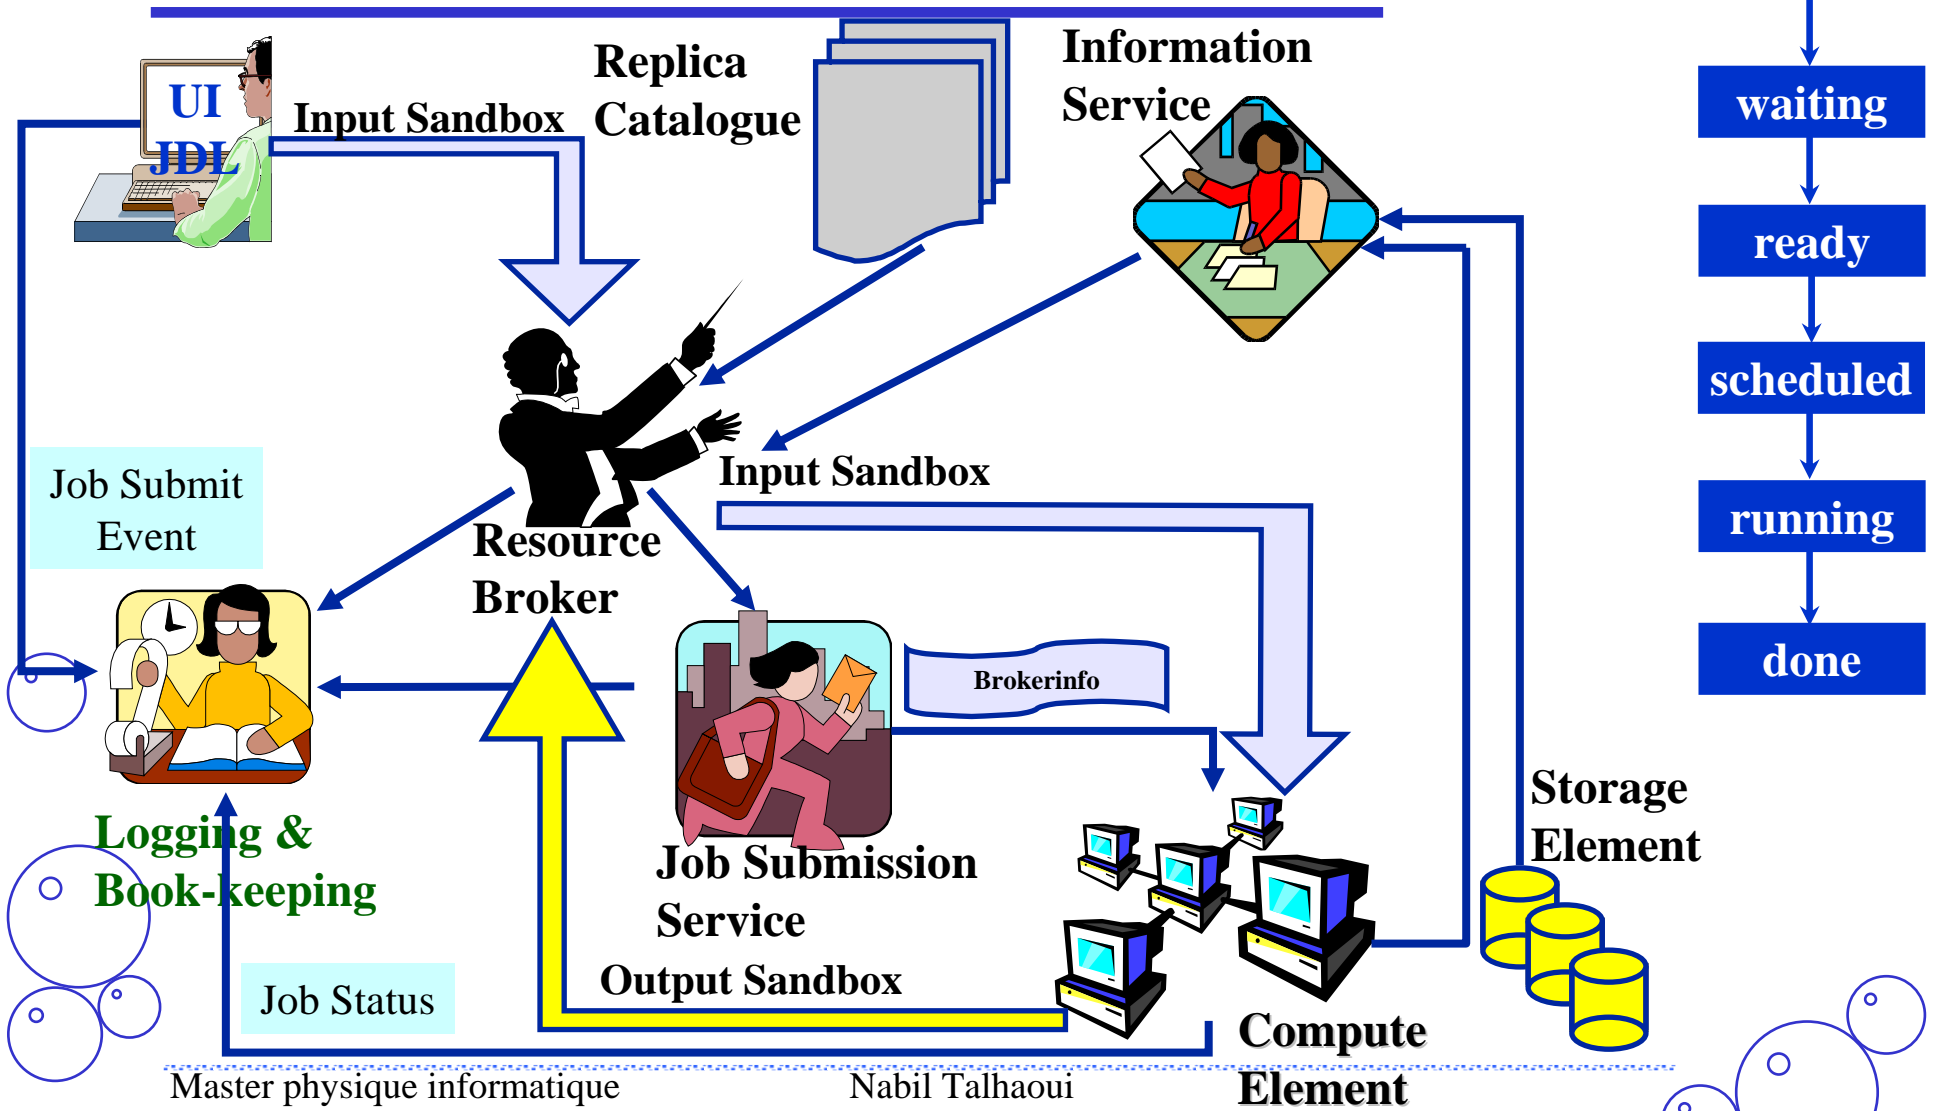 UI
JDL
Input Sandbox
Replica
Catalogue
Information
Service
waiting
ready
scheduled
running
done
Input Sandbox
Job Submit
Event
Resource
Broker
Brokerinfo
Storage
Element
Logging &
Book-keeping
Job Submission
Service
Output Sandbox
Job Status
Compute
Element
Master physique informatique
Nabil Talhaoui